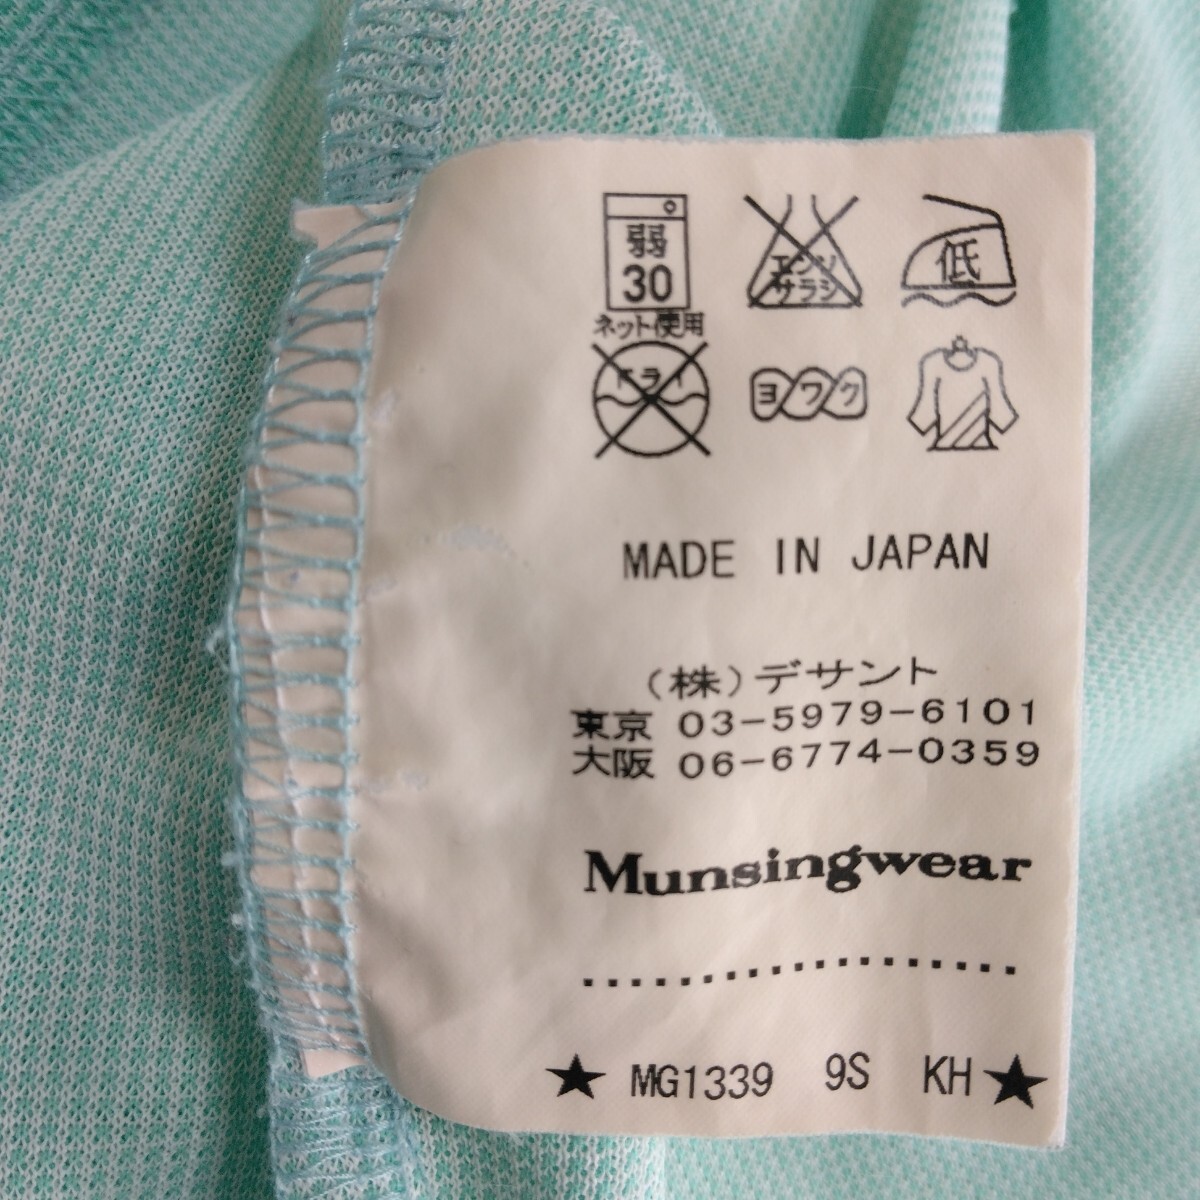 弱
30
ネット使用
エンソ
サラシ
低
ドライ
ヨワク
MADE IN JAPAN
(株)デサント
東京 03-5979-6101
大阪 06-6774-0359
Munsingwear
★ MG1339 9S KH ★